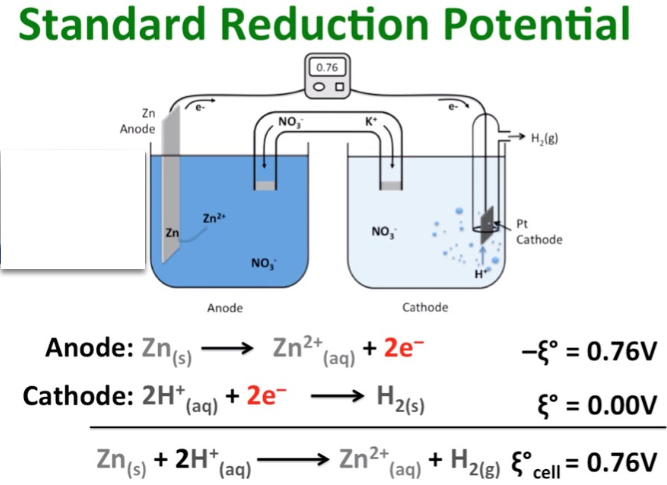 Standard Reduction Potential
0.76
Zn
Anode
e-
e-
NO₃⁻
K⁺
H₂(g)
Zn²⁺
Zn
NO₃⁻
NO₃⁻
Pt
Cathode
H⁺
Anode
Cathode
Anode: Zn(s) ⟶ Zn²⁺(aq) + 2e⁻ −ξ° = 0.76V
Cathode: 2H⁺(aq) + 2e⁻ ⟶ H₂(s) ξ° = 0.00V
Zn(s) + 2H⁺(aq) ⟶ Zn²⁺(aq) + H₂(g) ξ°cell = 0.76V